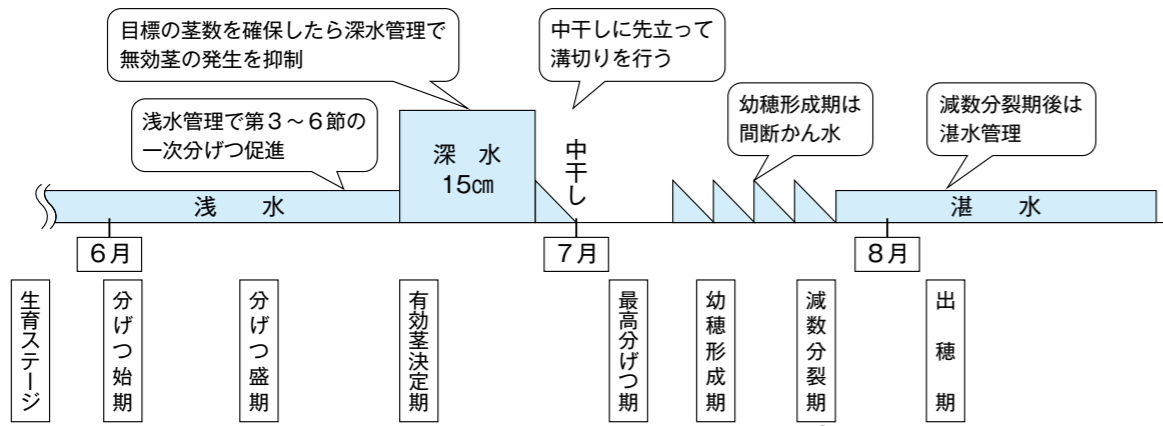 目標の茎数を確保したら深水管理で
無効茎の発生を抑制
中干しに先立って
溝切りを行う
浅水管理で第3～6節の
一次分げつ促進
幼穂形成期は
間断かん水
減数分裂期後は
湛水管理
深 水
15㎝
中干し
浅 水
湛 水
6月
7月
8月
生育ステージ
分げつ始期
分げつ盛期
有効茎決定期
最高分げつ期
幼穂形成期
減数分裂期
出穂期